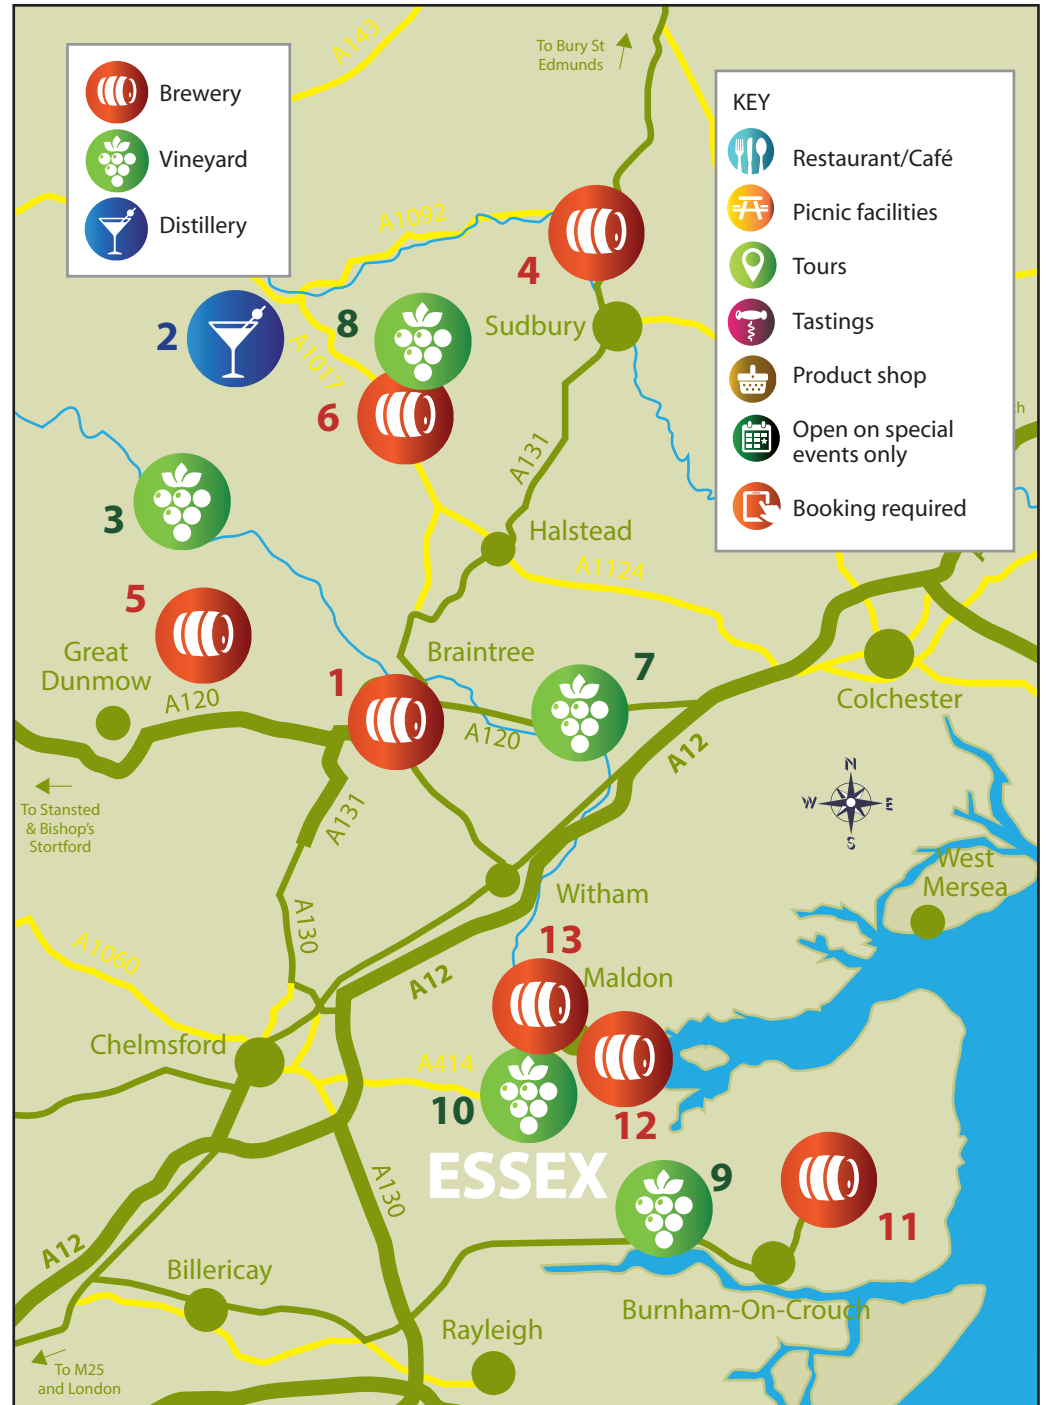 A143
To Bury St
Edmunds
Brewery
Vineyard
Distillery
KEY
Restaurant/Café
Picnic facilities
Tours
Tastings
Product shop
Open on special
events only
Booking required
A1092
4
2
8
Sudbury
A1017
6
A131
3
Halstead
A1124
5
Great
Dunmow
Braintree
7
1
A120
A120
Colchester
A12
N
W
E
S
To Stansted
& Bishop's
Stortford
A131
West
Mersea
Witham
A130
13
A1060
A12
Maldon
Chelmsford
A414
10
12
ESSEX
9
A130
11
A12
Billericay
Burnham-On-Crouch
Rayleigh
To M25
and London